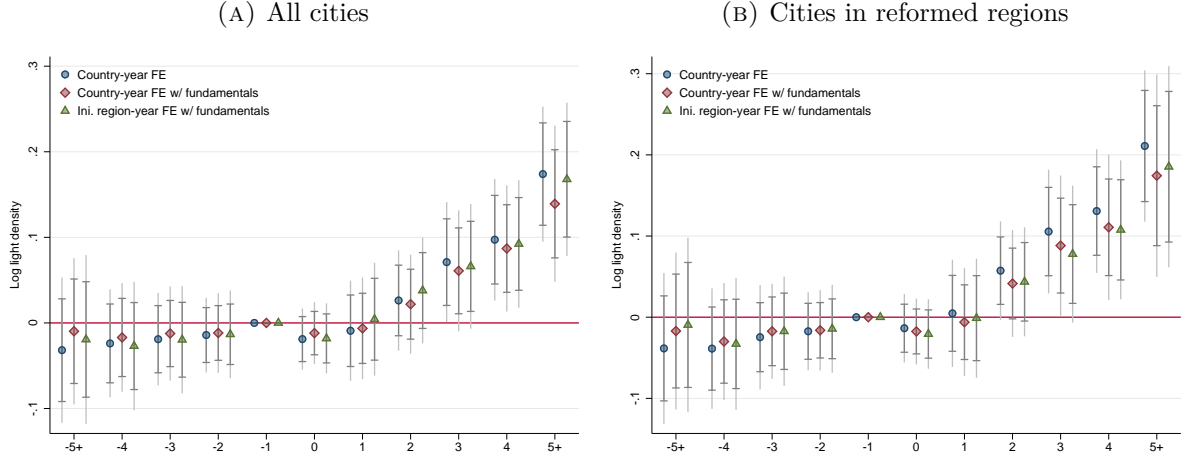 (A) All cities
.3
.2
.1
0
-.1
Log light density
Country-year FE
Country-year FE w/ fundamentals
Ini. region-year FE w/ fundamentals
-5+ -4 -3 -2 -1 0 1 2 3 4 5+
(B) Cities in reformed regions
.3
.2
.1
0
-.1
Log light density
Country-year FE
Country-year FE w/ fundamentals
Ini. region-year FE w/ fundamentals
-5+ -4 -3 -2 -1 0 1 2 3 4 5+